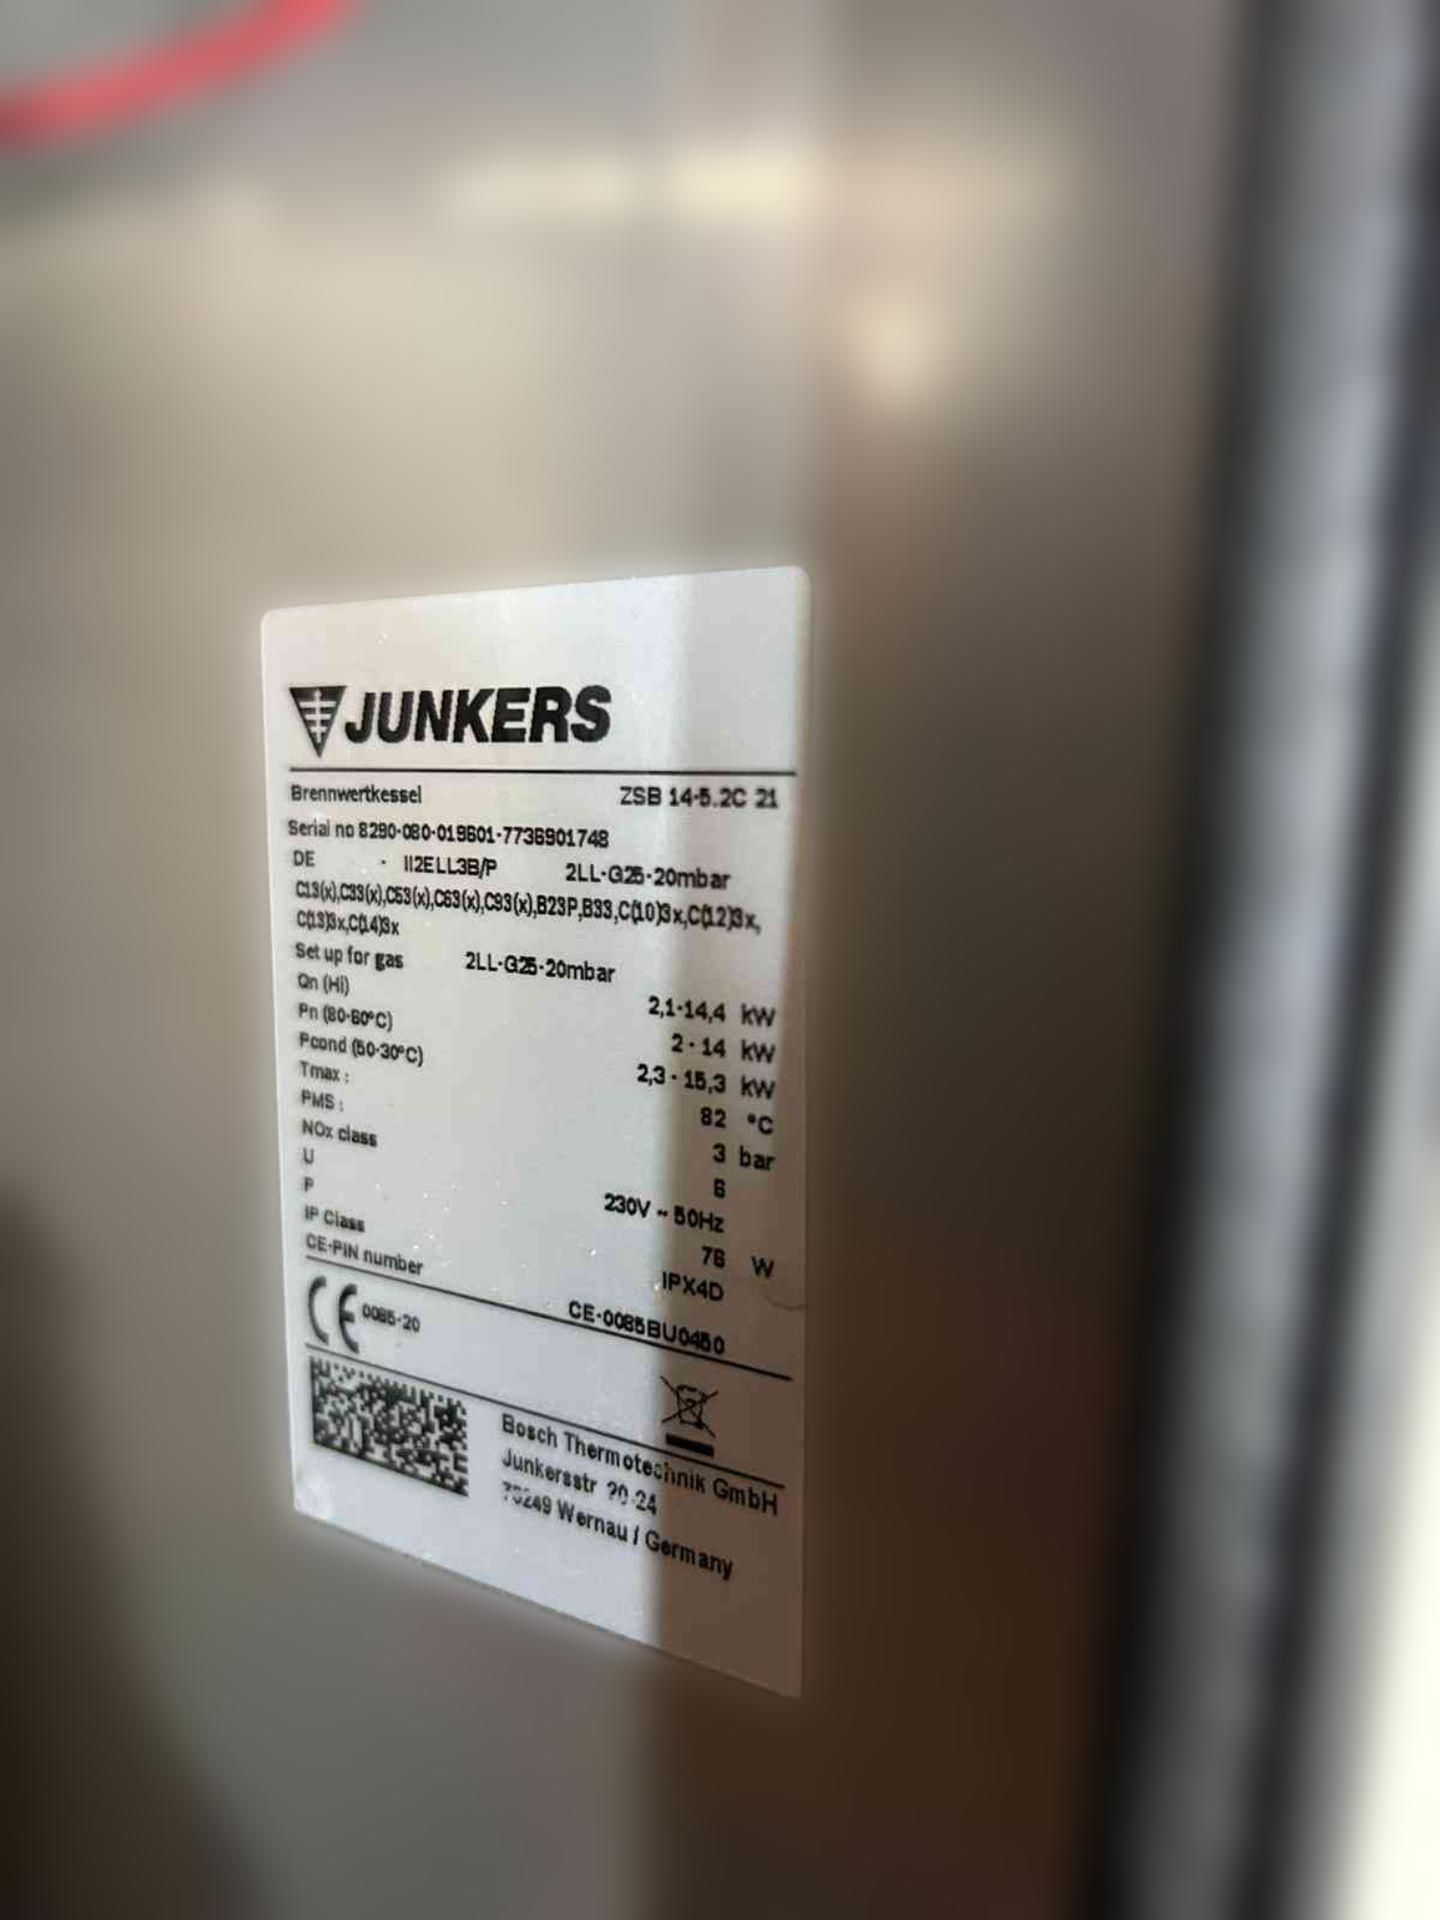 JUNKERS
Brennwertkessel ZSB 14-5.2C 21
Serial no 8290-080-019601-7736901748
DE - II2ELL3B/P 2LL-G25-20mbar
C13(x),C33(x),C53(x),C63(x),C93(x),B23P,B33,C(10)3x,C(12)3x,
C(13)3x,C(14)3x
Set up for gas 2LL-G25-20mbar
Qn (Hi) 2,1-14,4 kW
Pn (80-60°C) 2 - 14 kW
Pcond (50-30°C) 2,3 - 15,3 kW
Tmax : 82 °C
PMS : 3 bar
NOx class 6
U 230V ~ 50Hz
P 76 W
IP Class IPX4D
CE-PIN number CE-0085BU0450
CE 0085-20
Bosch Thermotechnik GmbH
Junkersstr 20-24
73249 Wernau / Germany